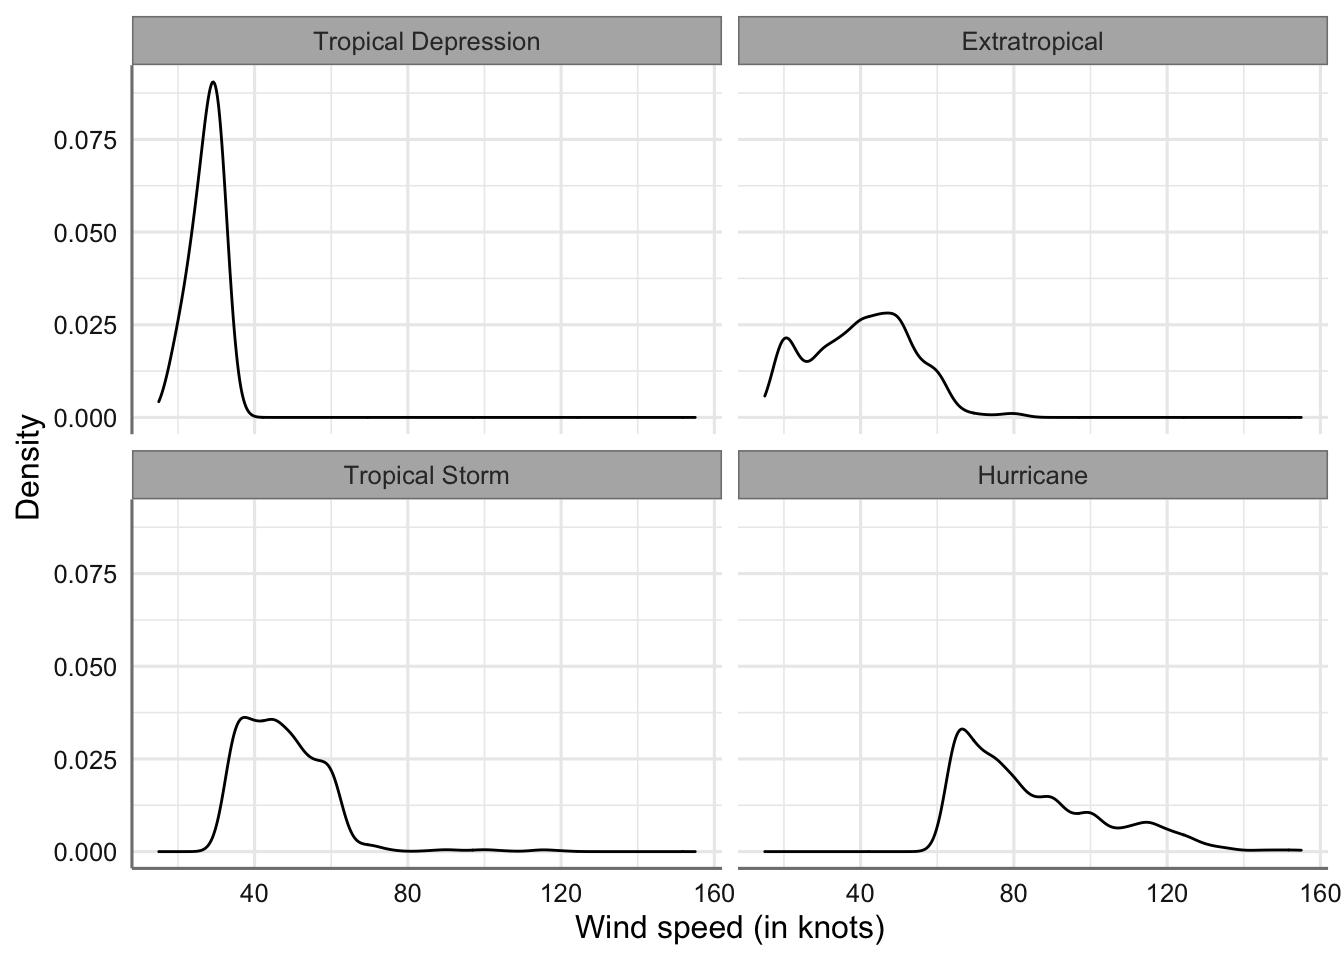 Tropical Depression
Extratropical
0.075
0.050
0.025
0.000
Tropical Storm
Hurricane
0.075
0.050
0.025
0.000
40 80 120 160
40 80 120 160
Wind speed (in knots)
Density